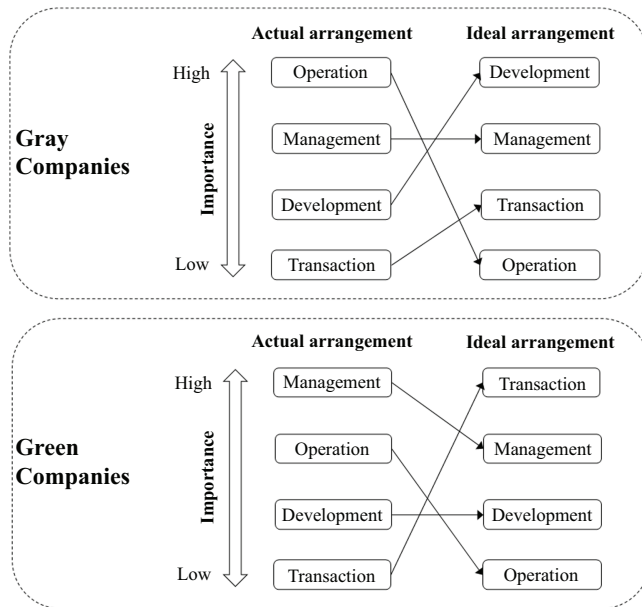 Actual arrangement Ideal arrangement
High Operation Development
Gray
Companies
Importance
Management Management
Development Transaction
Low Transaction Operation
Actual arrangement Ideal arrangement
High Management Transaction
Green
Companies
Importance
Operation Management
Development Development
Low Transaction Operation